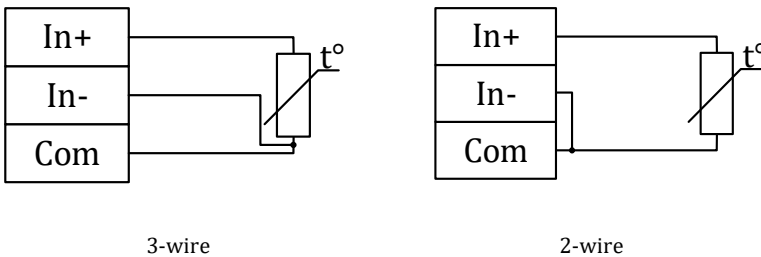 In+
t°
In-
Com
3-wire
In+
t°
In-
Com
2-wire